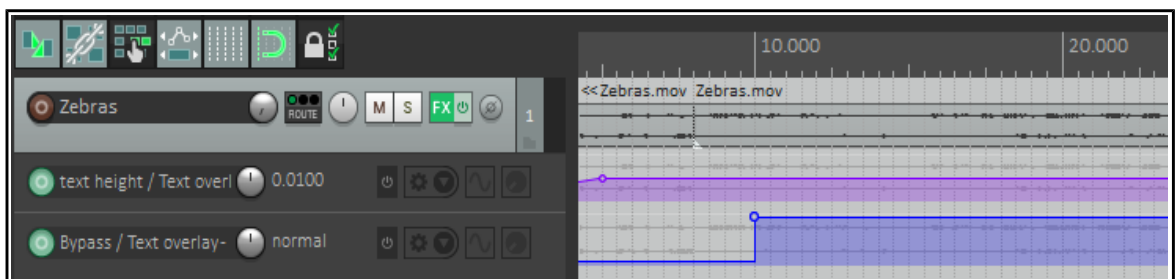 10.000 20.000
<<Zebras.mov Zebras.mov
Zebras ROUTE M S FX 1
text height / Text overl 0.0100
Bypass / Text overlay- normal